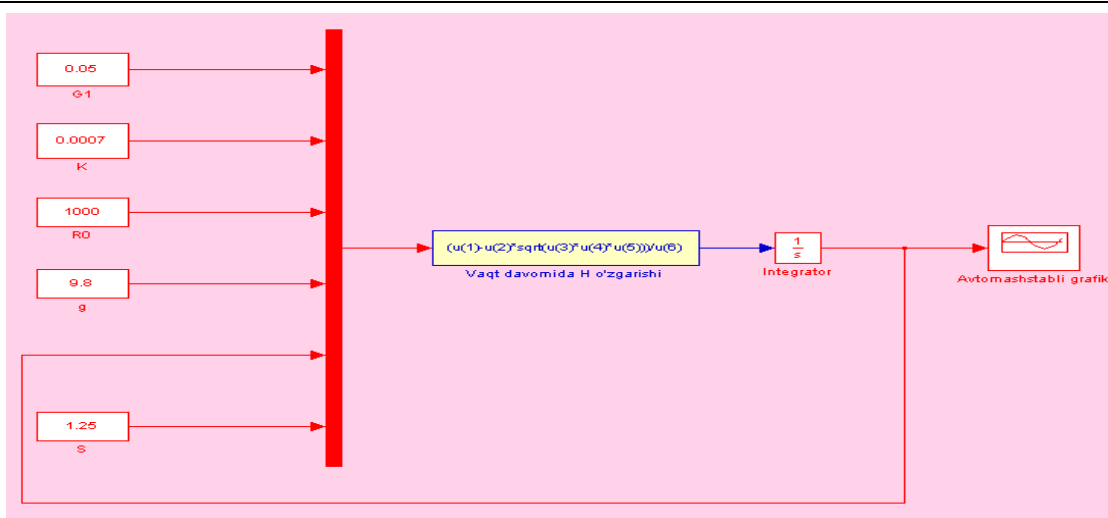 0.05
G1
0.0007
K
1000
R0
9.8
g
1.25
S
(u(1)-u(2)*sqrt(u(3)*u(4)*u(5)))/u(6)
Vaqt davomida H o'zgarishi
1
s
Integrator
Avtomashstabli grafik